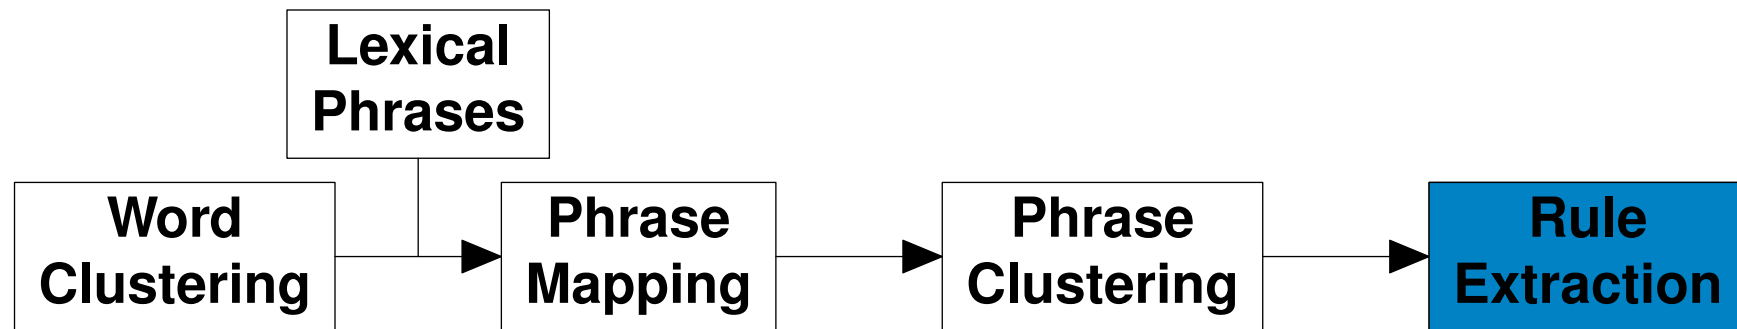 Lexical
Phrases
Word
Clustering
Phrase
Mapping
Phrase
Clustering
Rule
Extraction